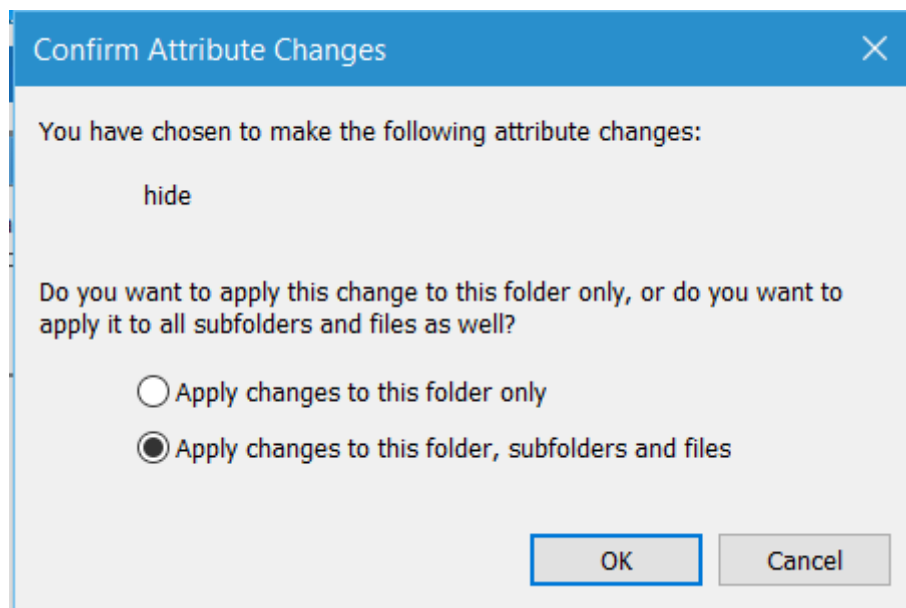 Confirm Attribute Changes
You have chosen to make the following attribute changes:
hide
Do you want to apply this change to this folder only, or do you want to
apply it to all subfolders and files as well?
Apply changes to this folder only
Apply changes to this folder, subfolders and files
OK
Cancel